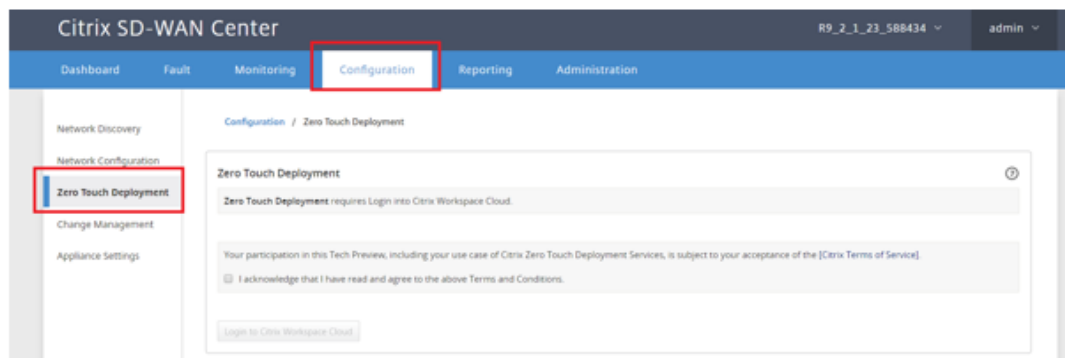 Citrix SD-WAN Center
R9_2_1_23_588434
admin
Dashboard
Fault
Monitoring
Configuration
Reporting
Administration
Network Discovery
Network Configuration
Zero Touch Deployment
Change Management
Appliance Settings
Configuration / Zero Touch Deployment
Zero Touch Deployment
Zero Touch Deployment requires Login into Citrix Workspace Cloud.
Your participation in this Tech Preview, including your use case of Citrix Zero Touch Deployment Services, is subject to your acceptance of the [Citrix Terms of Service].
I acknowledge that I have read and agree to the above Terms and Conditions.
Login to Citrix Workspace Cloud